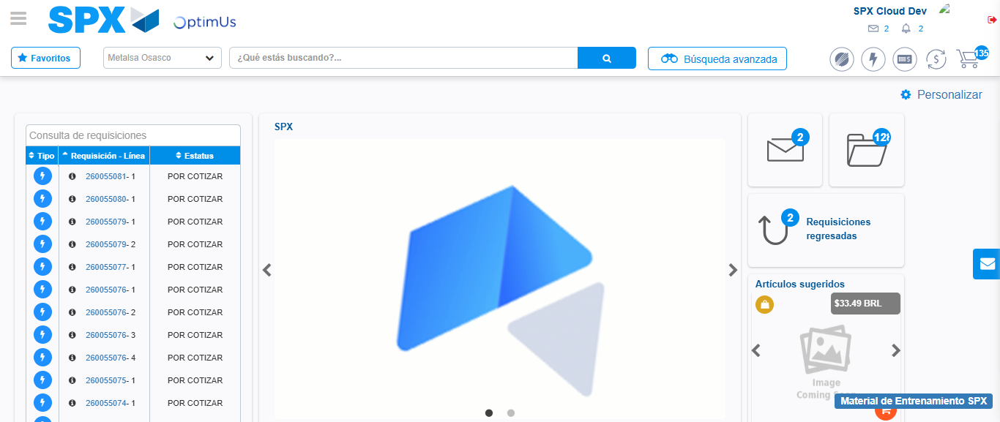 SPX OptimUs
SPX Cloud Dev
2 2
Favoritos
Metalsa Osasco
¿Qué estás buscando?...
Búsqueda avanzada
135
Personalizar
Consulta de requisiciones
Tipo Requisición - Línea Estatus
260055081- 1 POR COTIZAR
260055080- 1 POR COTIZAR
260055079- 1 POR COTIZAR
260055079- 2 POR COTIZAR
260055077- 1 POR COTIZAR
260055076- 1 POR COTIZAR
260055076- 2 POR COTIZAR
260055076- 3 POR COTIZAR
260055076- 4 POR COTIZAR
260055075- 1 POR COTIZAR
260055074- 1 POR COTIZAR
SPX
2
2
Requisiciones
regresadas
Artículos sugeridos
$33.49 BRL
Image
Coming
Material de Entrenamiento SPX